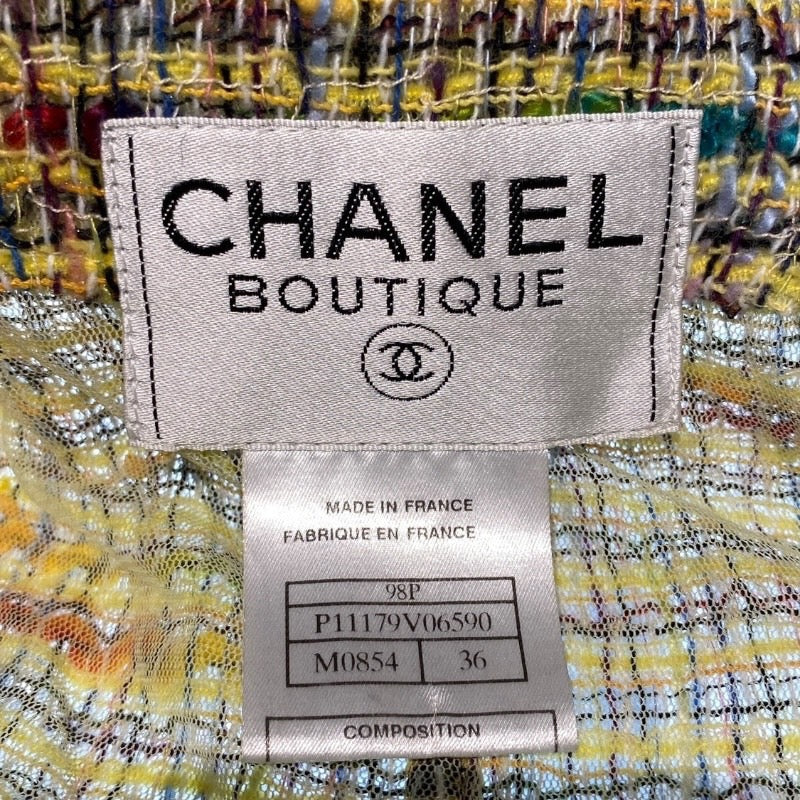 CHANEL
BOUTIQUE
MADE IN FRANCE
FABRIQUE EN FRANCE
98P
P11179V06590
M0854 36
COMPOSITION